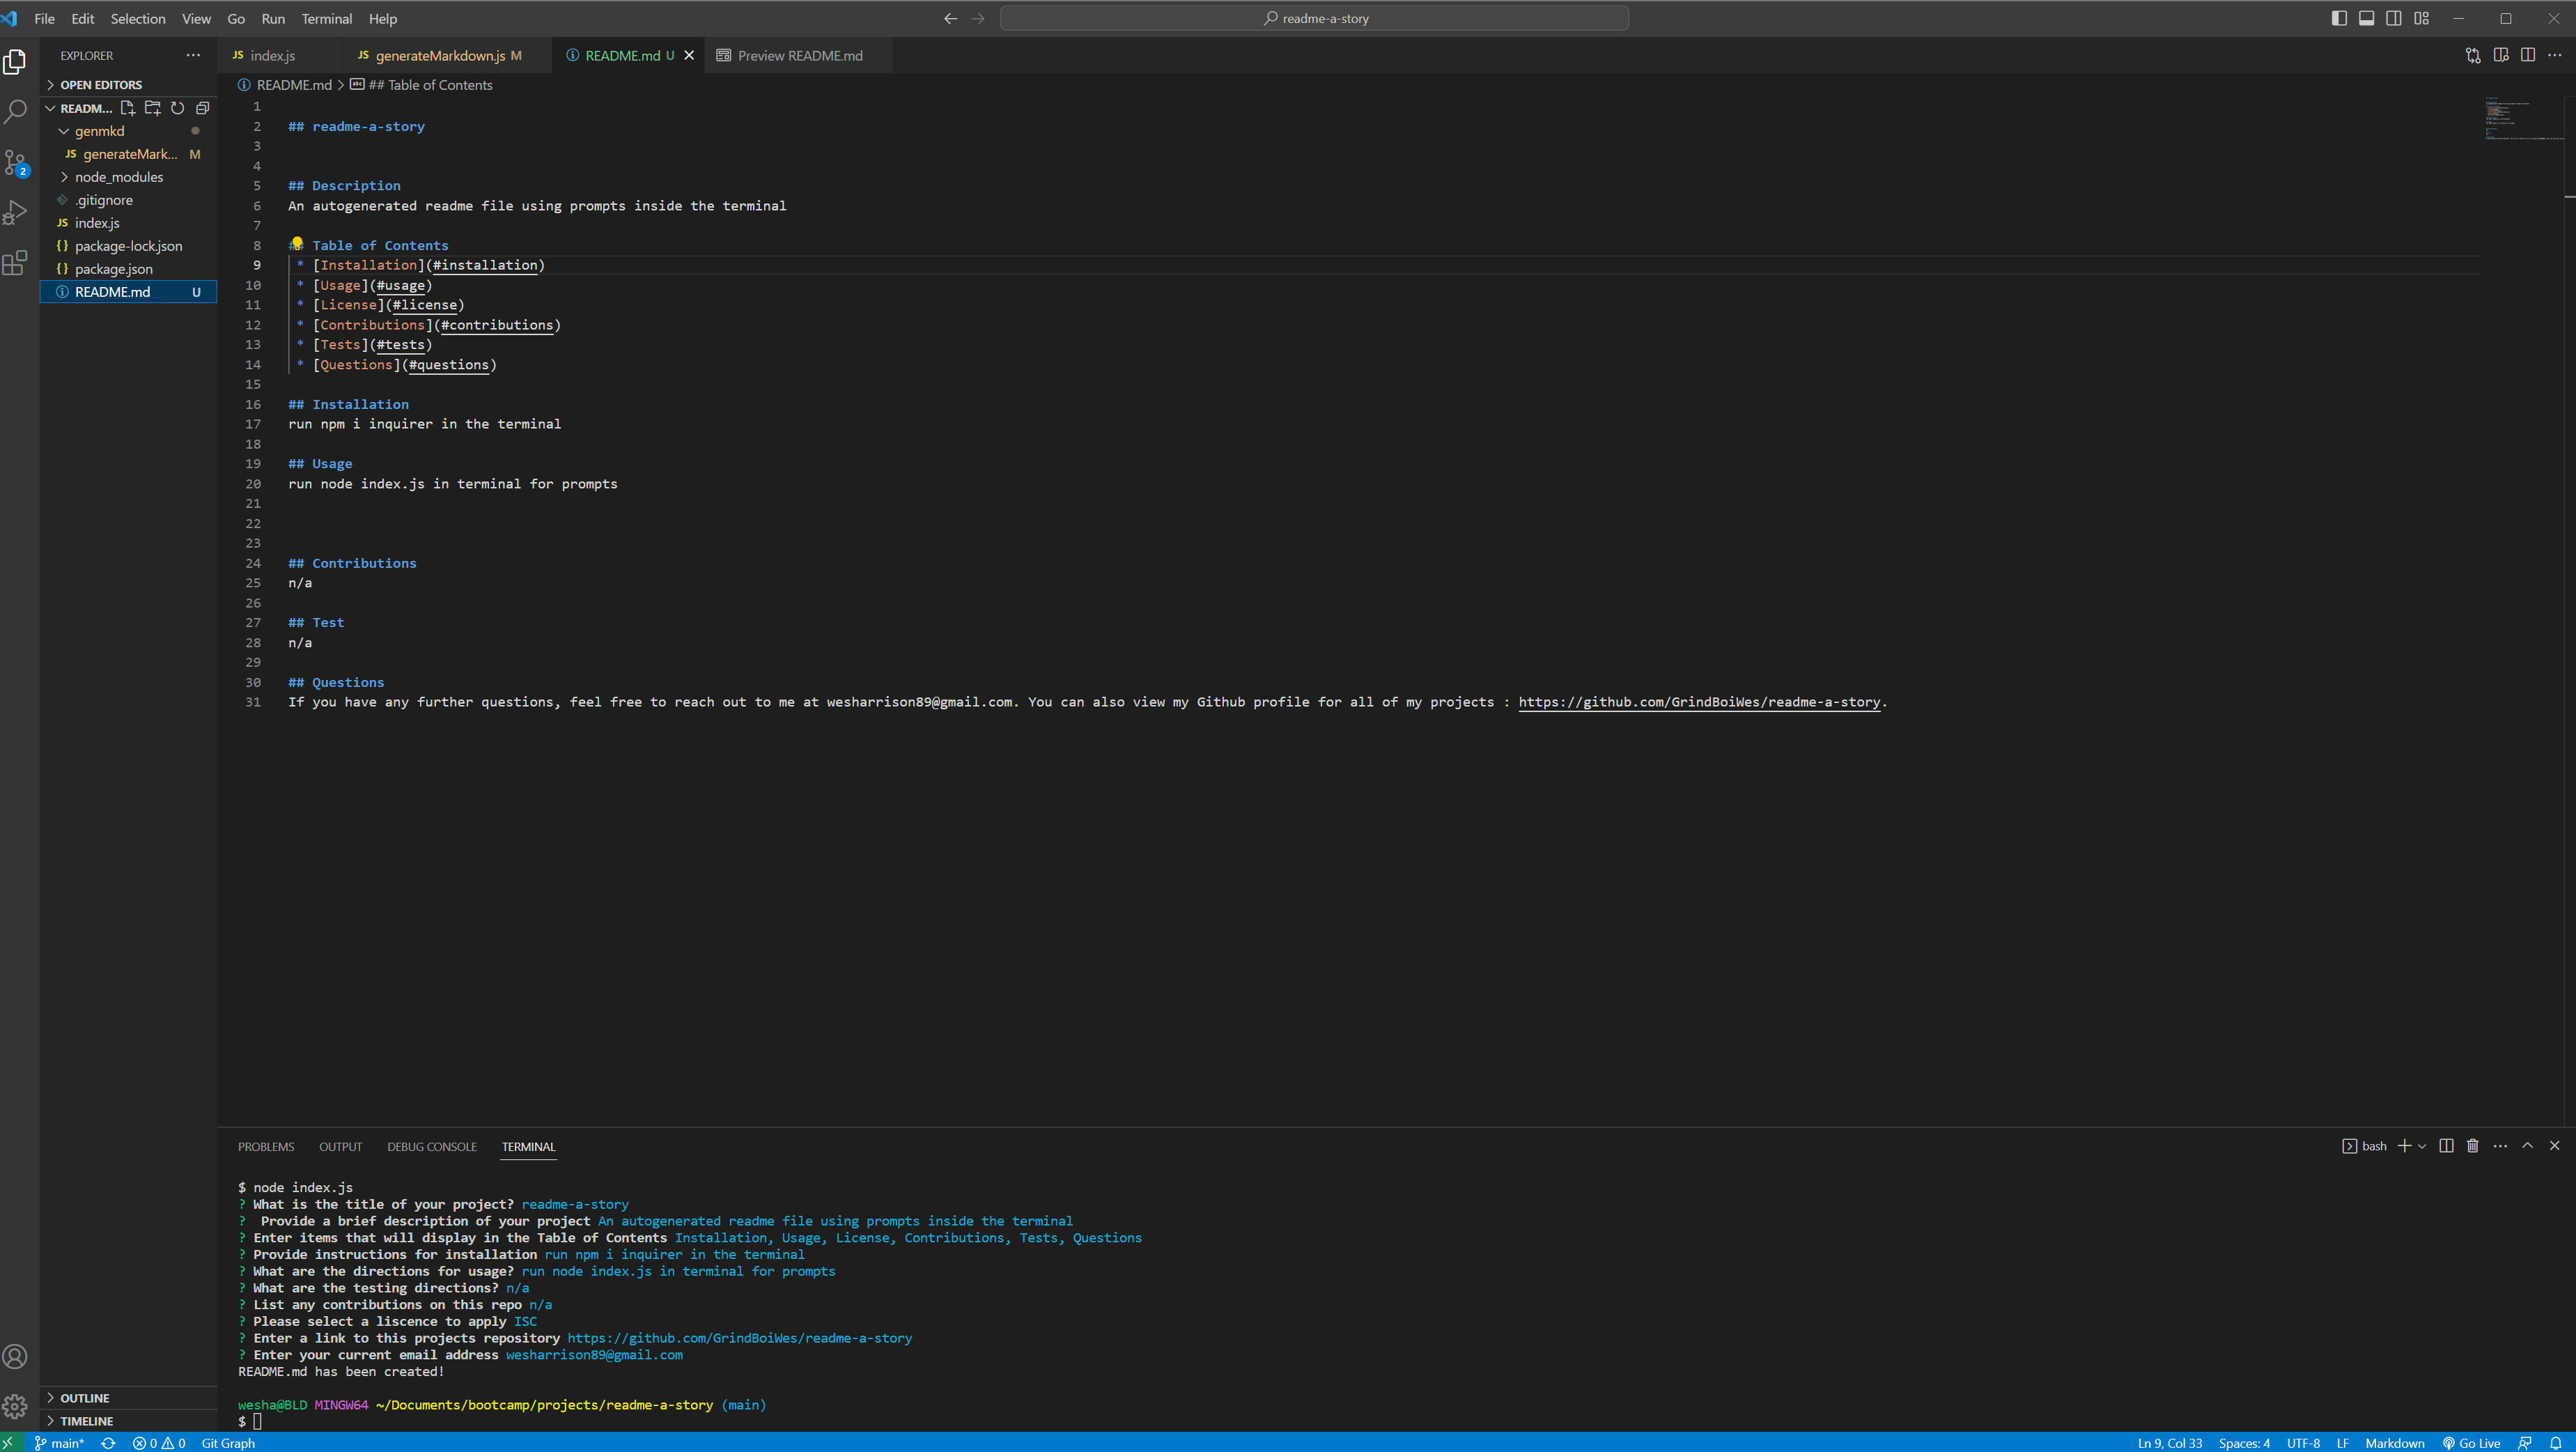 File Edit Selection View Go Run Terminal Help
readme-a-story
EXPLORER
JS index.js
JS generateMarkdown.js M
README.md U
Preview README.md
OPEN EDITORS
README.md > ## Table of Contents
READM...
genmkd
JS generateMark... M
node_modules
.gitignore
JS index.js
{} package-lock.json
{} package.json
README.md U
1
2 ## readme-a-story
3
4
5 ## Description
6 An autogenerated readme file using prompts inside the terminal
7
8 ## Table of Contents
9 * [Installation](#installation)
10 * [Usage](#usage)
11 * [License](#license)
12 * [Contributions](#contributions)
13 * [Tests](#tests)
14 * [Questions](#questions)
15
16 ## Installation
17 run npm i inquirer in the terminal
18
19 ## Usage
20 run node index.js in terminal for prompts
21
22
23
24 ## Contributions
25 n/a
26
27 ## Test
28 n/a
29
30 ## Questions
31 If you have any further questions, feel free to reach out to me at wesharrison89@gmail.com. You can also view my Github profile for all of my projects : https://github.com/GrindBoiWes/readme-a-story.
2
PROBLEMS OUTPUT DEBUG CONSOLE TERMINAL
bash
$ node index.js
? What is the title of your project? readme-a-story
? Provide a brief description of your project An autogenerated readme file using prompts inside the terminal
? Enter items that will display in the Table of Contents Installation, Usage, License, Contributions, Tests, Questions
? Provide instructions for installation run npm i inquirer in the terminal
? What are the directions for usage? run node index.js in terminal for prompts
? What are the testing directions? n/a
? List any contributions on this repo n/a
? Please select a liscence to apply ISC
? Enter a link to this projects repository https://github.com/GrindBoiWes/readme-a-story
? Enter your current email address wesharrison89@gmail.com
README.md has been created!
wesha@BLD MINGW64 ~/Documents/bootcamp/projects/readme-a-story (main)
$
OUTLINE
TIMELINE
main* 0 0 Git Graph
Ln 9, Col 33 Spaces: 4 UTF-8 LF Markdown Go Live